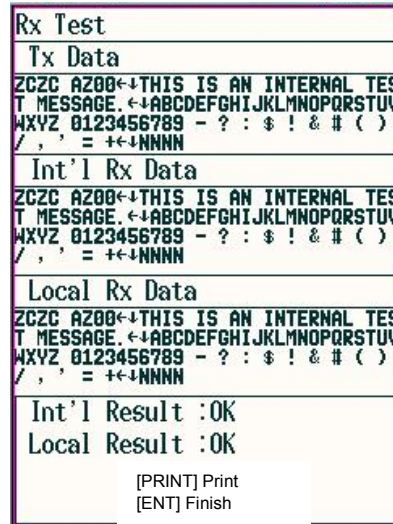 Rx Test
Tx Data
ZCZC AZ00←↓THIS IS AN INTERNAL TES
T MESSAGE.←↓ABCDEFGHIJKLMNOPQRSTUV
WXYZ 0123456789 - ? : $ ! & # ( )
/ , ' = +←↓NNNN
Int'l Rx Data
ZCZC AZ00←↓THIS IS AN INTERNAL TES
T MESSAGE.←↓ABCDEFGHIJKLMNOPQRSTUV
WXYZ 0123456789 - ? : $ ! & # ( )
/ , ' = +←↓NNNN
Local Rx Data
ZCZC AZ00←↓THIS IS AN INTERNAL TES
T MESSAGE.←↓ABCDEFGHIJKLMNOPQRSTUV
WXYZ 0123456789 - ? : $ ! & # ( )
/ , ' = +←↓NNNN
Int'l Result :OK
Local Result :OK
[PRINT] Print
[ENT] Finish